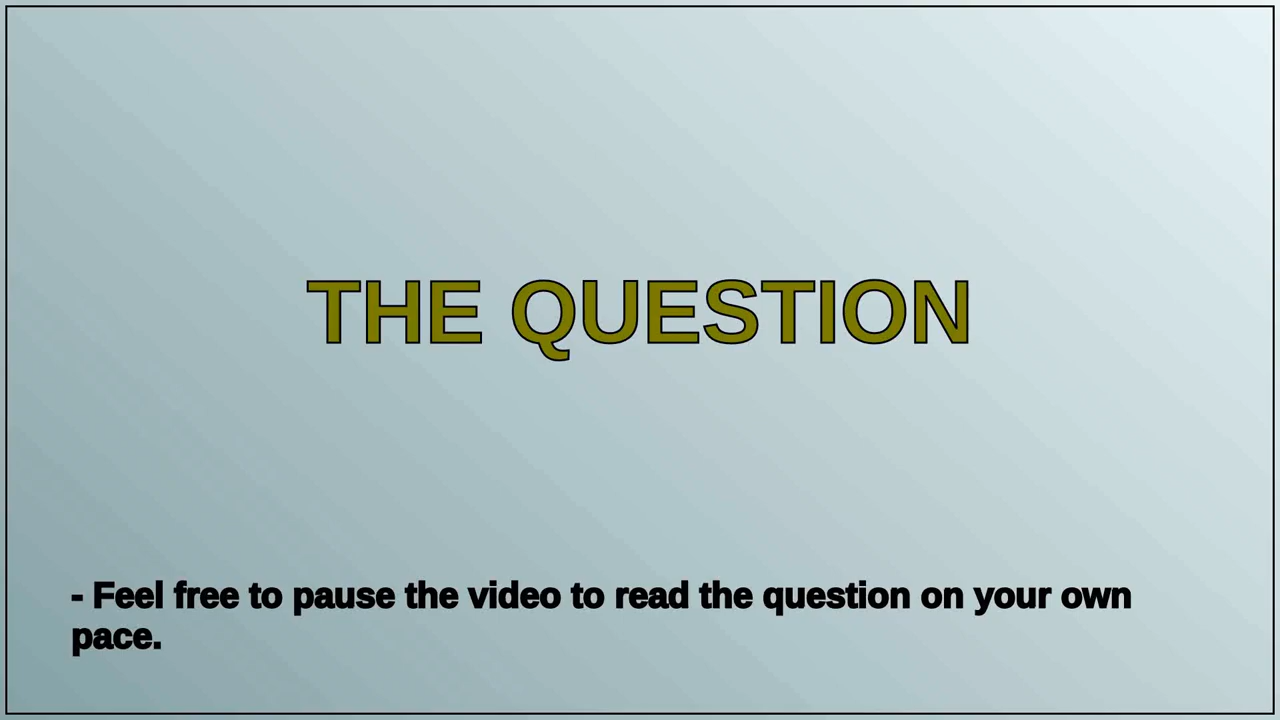 THE QUESTION
- Feel free to pause the video to read the question on your own
pace.